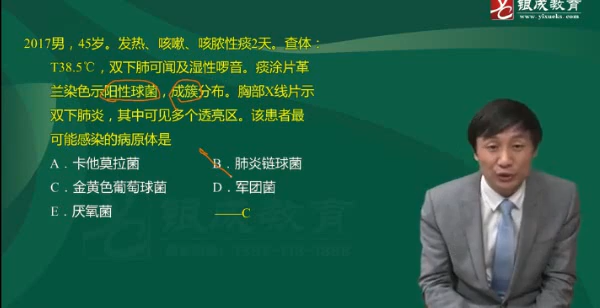 银成教育
www.yixueks.com
2017男，45岁。发热、咳嗽、咳脓性痰2天。查体：
T38.5℃，双下肺可闻及湿性啰音。痰涂片革
兰染色示阳性球菌，成簇分布。胸部X线片示
双下肺炎，其中可见多个透亮区。该患者最
可能感染的病原体是
A．卡他莫拉菌 B．肺炎链球菌
C．金黄色葡萄球菌 D．军团菌
E．厌氧菌 ——C
银成教育